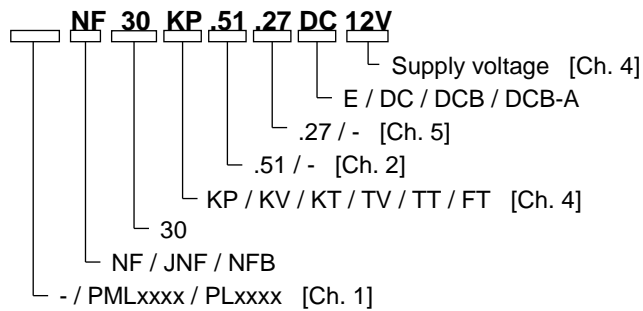 NF 30 KP .51 .27 DC 12V
Supply voltage [Ch. 4]
E / DC / DCB / DCB-A
.27 / - [Ch. 5]
.51 / - [Ch. 2]
KP / KV / KT / TV / TT / FT [Ch. 4]
30
NF / JNF / NFB
- / PMLxxxx / PLxxxx [Ch. 1]